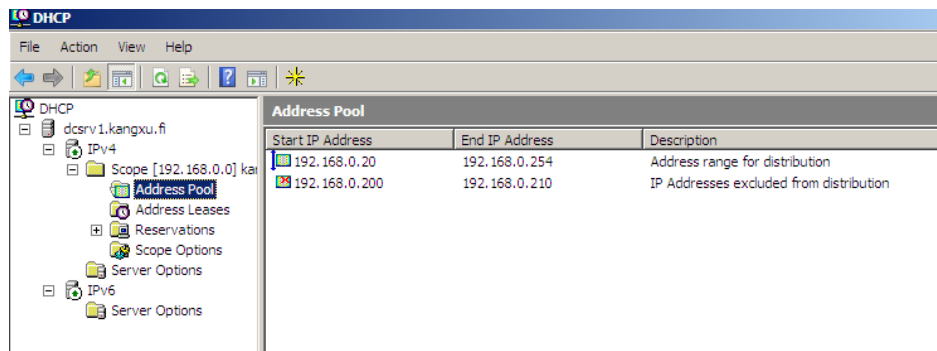 DHCP
File Action View Help
DHCP
dcsrv1.kangxu.fi
IPv4
Scope [192.168.0.0] kar
Address Pool
Address Leases
Reservations
Scope Options
Server Options
IPv6
Server Options
Address Pool
Start IP Address End IP Address Description
192.168.0.20 192.168.0.254 Address range for distribution
192.168.0.200 192.168.0.210 IP Addresses excluded from distribution